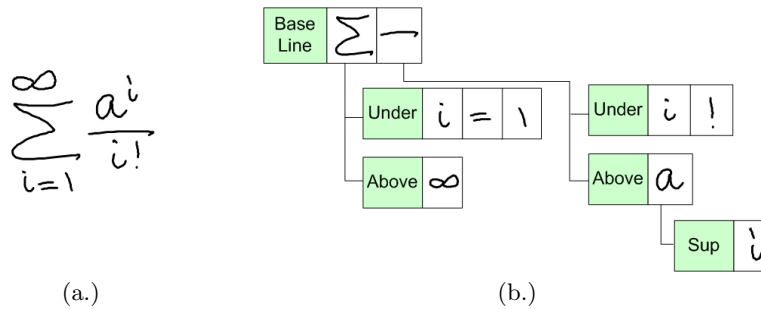 ∞
∑ aⁱ / i!
i=1
Base Line ∑ —
Under i = 1
Above ∞
Under i !
Above a
Sup i
(a.) (b.)